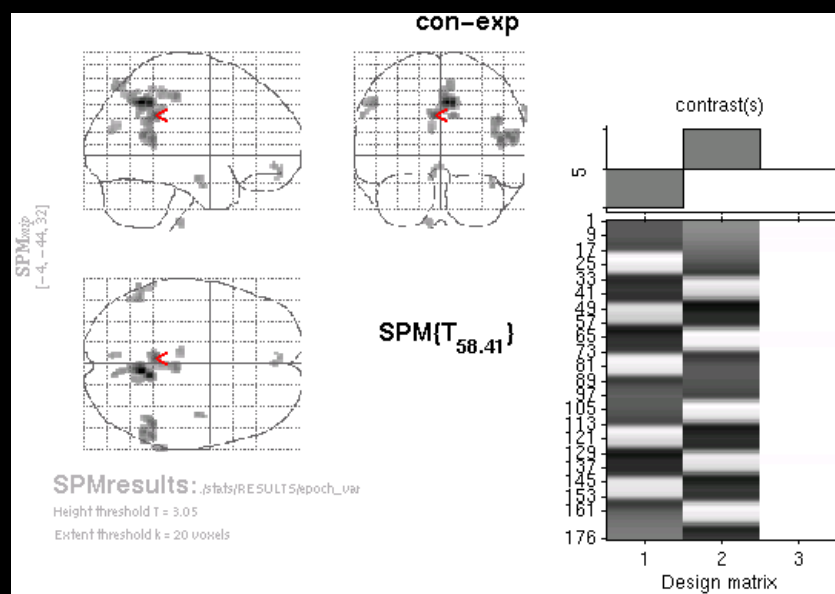 con-exp
SPMmip
[-4, -44, 32]
SPM{T58.41}
SPMresults: ./stats/RESULTS/epoch_var
Height threshold T = 3.05
Extent threshold k = 20 voxels
contrast(s)
5
1
9
17
25
33
41
49
57
65
73
81
89
97
105
113
121
129
137
145
153
161
176
1 2 3
Design matrix